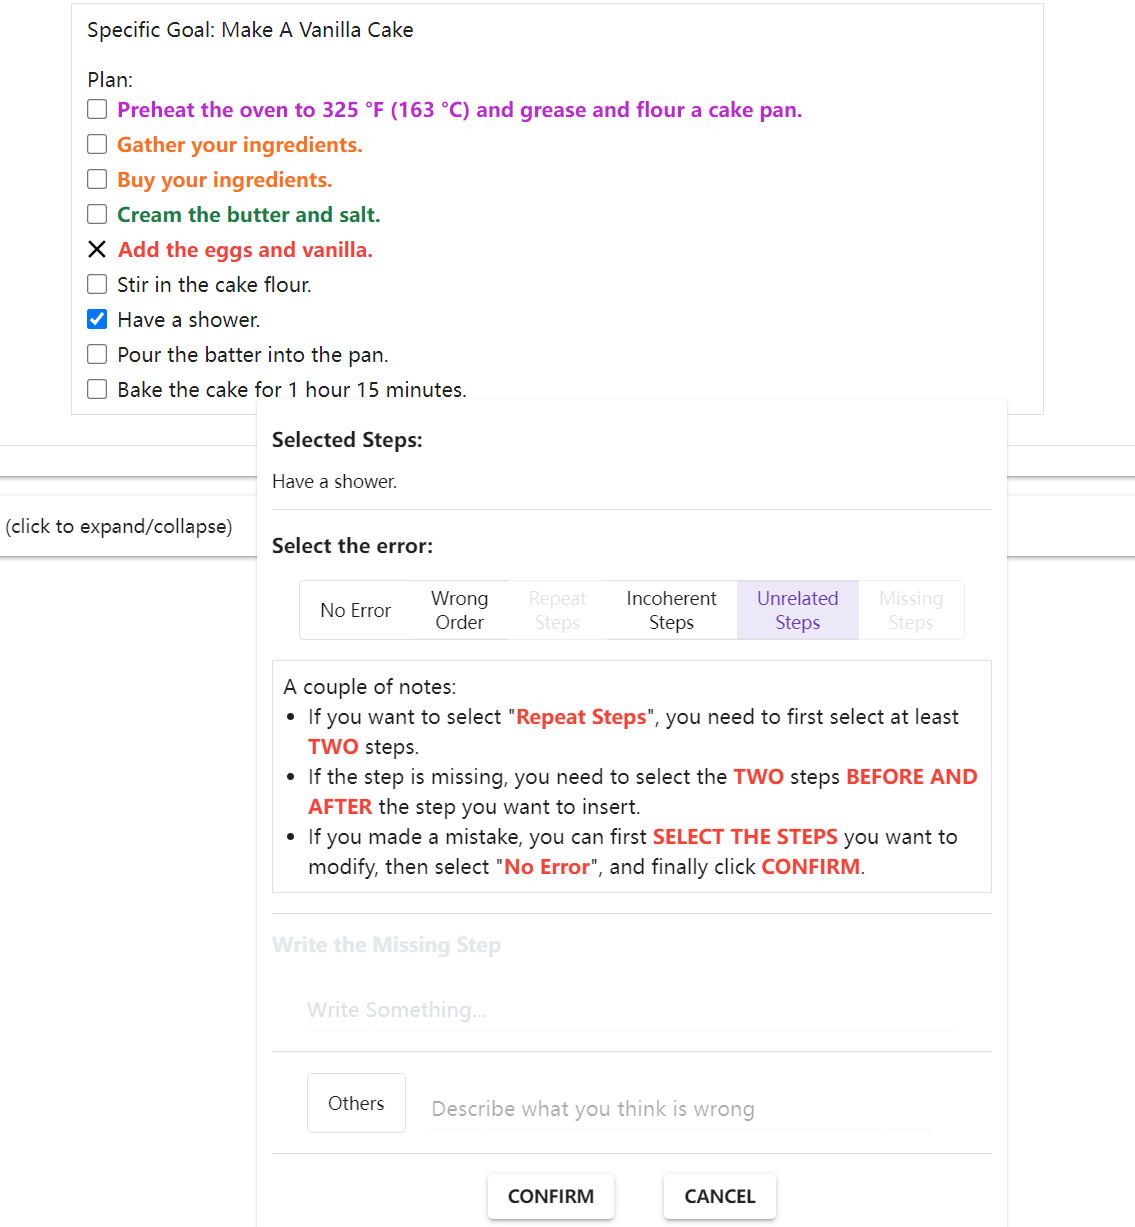 Specific Goal: Make A Vanilla Cake
Plan:
Preheat the oven to 325 °F (163 °C) and grease and flour a cake pan.
Gather your ingredients.
Buy your ingredients.
Cream the butter and salt.
Add the eggs and vanilla.
Stir in the cake flour.
Have a shower.
Pour the batter into the pan.
Bake the cake for 1 hour 15 minutes.
(click to expand/collapse)
Selected Steps:
Have a shower.
Select the error:
No Error
Wrong
Order
Repeat
Steps
Incoherent
Steps
Unrelated
Steps
Missing
Steps
A couple of notes:
• If you want to select "Repeat Steps", you need to first select at least
TWO steps.
• If the step is missing, you need to select the TWO steps BEFORE AND
AFTER the step you want to insert.
• If you made a mistake, you can first SELECT THE STEPS you want to
modify, then select "No Error", and finally click CONFIRM.
Write the Missing Step
Write Something...
Others
Describe what you think is wrong
CONFIRM
CANCEL